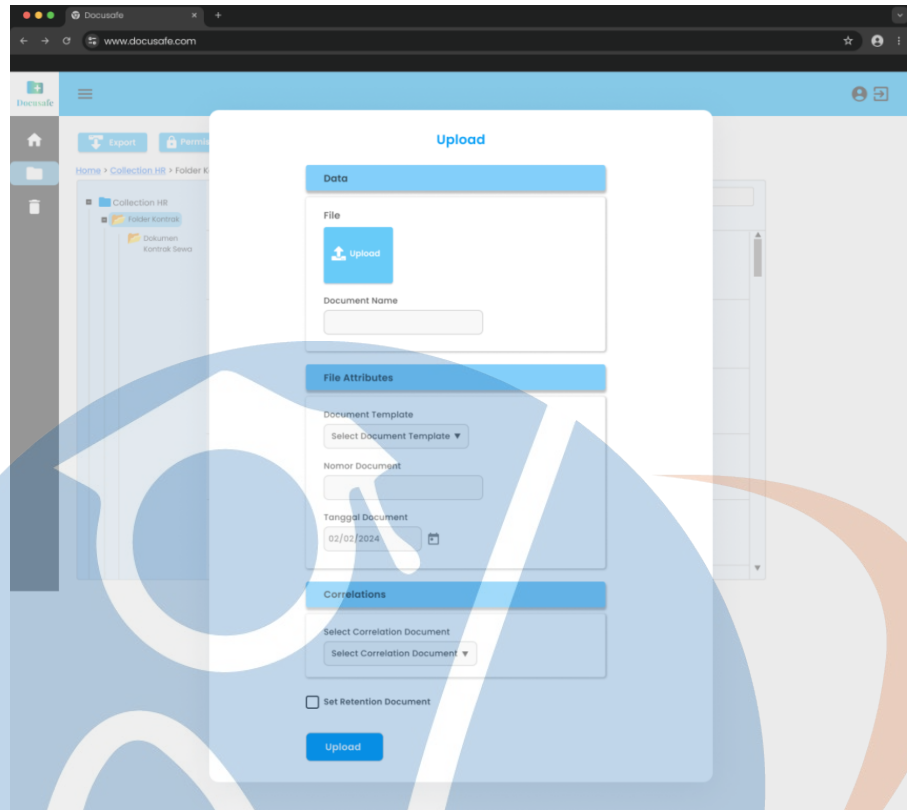 Docusafe
www.docusafe.com
Docusafe
Export
Home > Collection HR > Folder
Collection HR
Folder Kontrak
Dokumen
Kontrak Sewa
Upload
Data
File
Upload
Document Name
File Attributes
Document Template
Select Document Template
Nomor Document
Tanggal Document
02/02/2024
Correlations
Select Correlation Document
Select Correlation Document
Set Retention Document
Upload